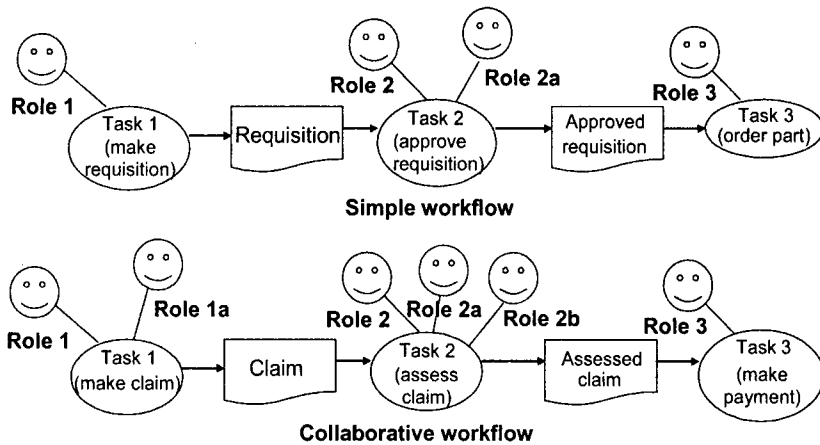 Role 1
Task 1
(make
requisition)
Requisition
Role 2
Role 2a
Task 2
(approve
requisition)
Approved
requisition
Role 3
Task 3
(order part)
Simple workflow
Role 1
Role 1a
Task 1
(make claim)
Claim
Role 2
Role 2a
Role 2b
Task 2
(assess
claim)
Assessed
claim
Role 3
Task 3
(make
payment)
Collaborative workflow